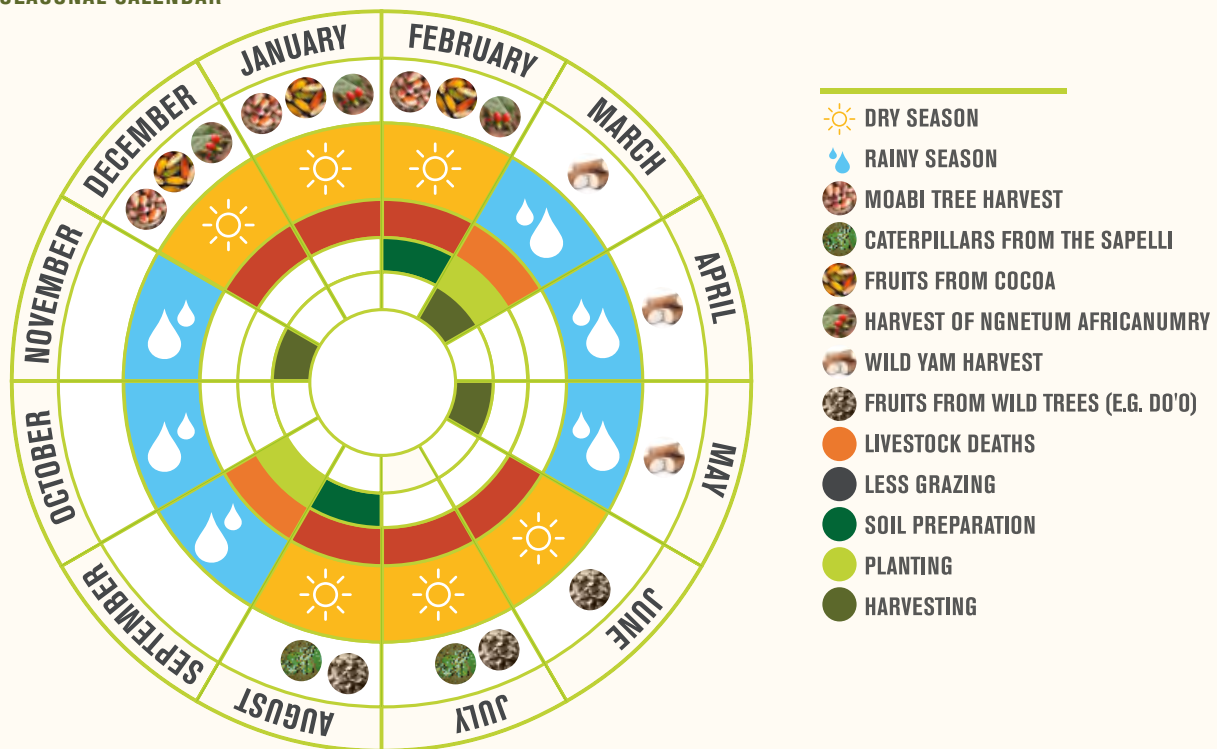 SEASONAL CALENDAR
JANUARY
FEBRUARY
MARCH
APRIL
MAY
JUNE
JULY
AUGUST
SEPTEMBER
OCTOBER
NOVEMBER
DECEMBER
DRY SEASON
RAINY SEASON
MOABI TREE HARVEST
CATERPILLARS FROM THE SAPELLI
FRUITS FROM COCOA
HARVEST OF NGNETUM AFRICANUMRY
WILD YAM HARVEST
FRUITS FROM WILD TREES (E.G. DO'O)
LIVESTOCK DEATHS
LESS GRAZING
SOIL PREPARATION
PLANTING
HARVESTING